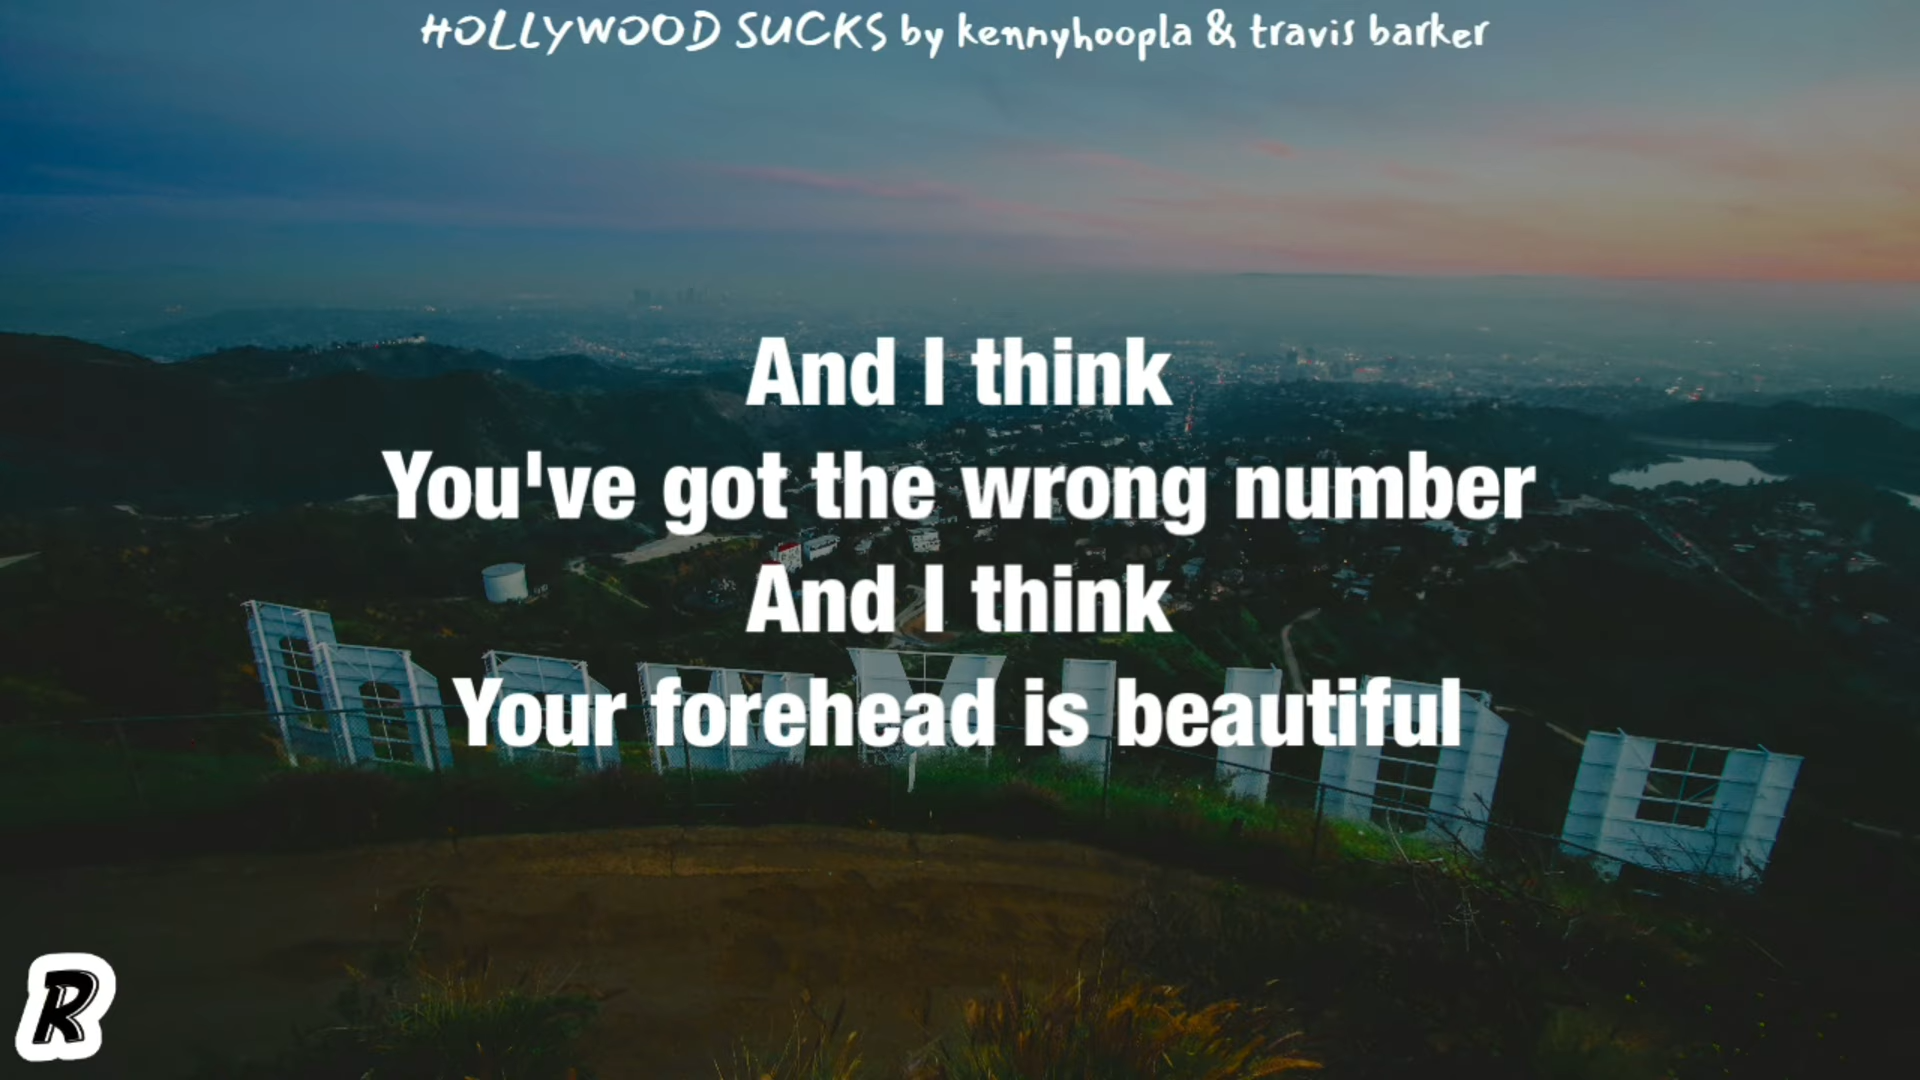 HOLLYWOOD SUCKS by kennyhoopla & travis barker
And I think
You've got the wrong number
And I think
Your forehead is beautiful
R